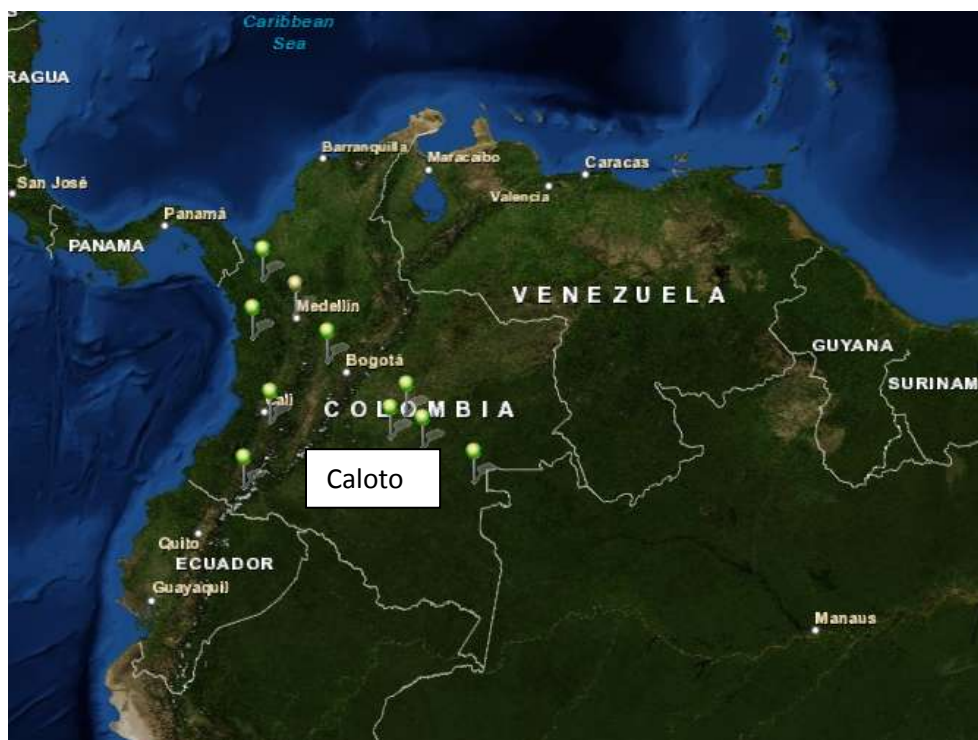 Caribbean
Sea
RAGUA
Barranquilla
Maracaibo
Caracas
San José
Valencia
Panamá
PANAMA
VENEZUELA
Medellín
GUYANA
Bogotá
SURINAM
COLOMBIA
Cali
Caloto
Quito
ECUADOR
Guayaquil
Manaus